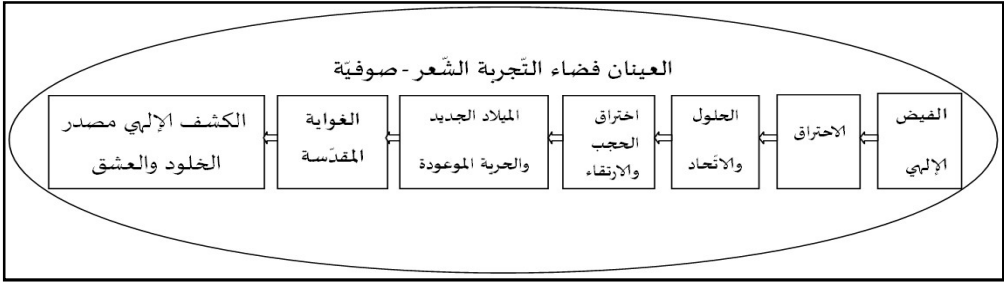 العينان فضاء التّجربة الشّعر - صوفيّة
الفيض
الإلهي
الاحتراق
الحلول
والاتّحاد
اختراق
الحجب
والارتقاء
الميلاد الجديد
والحرية الموعودة
الغواية
المقدّسة
الكشف الإلهي مصدر
الخلود والعشق